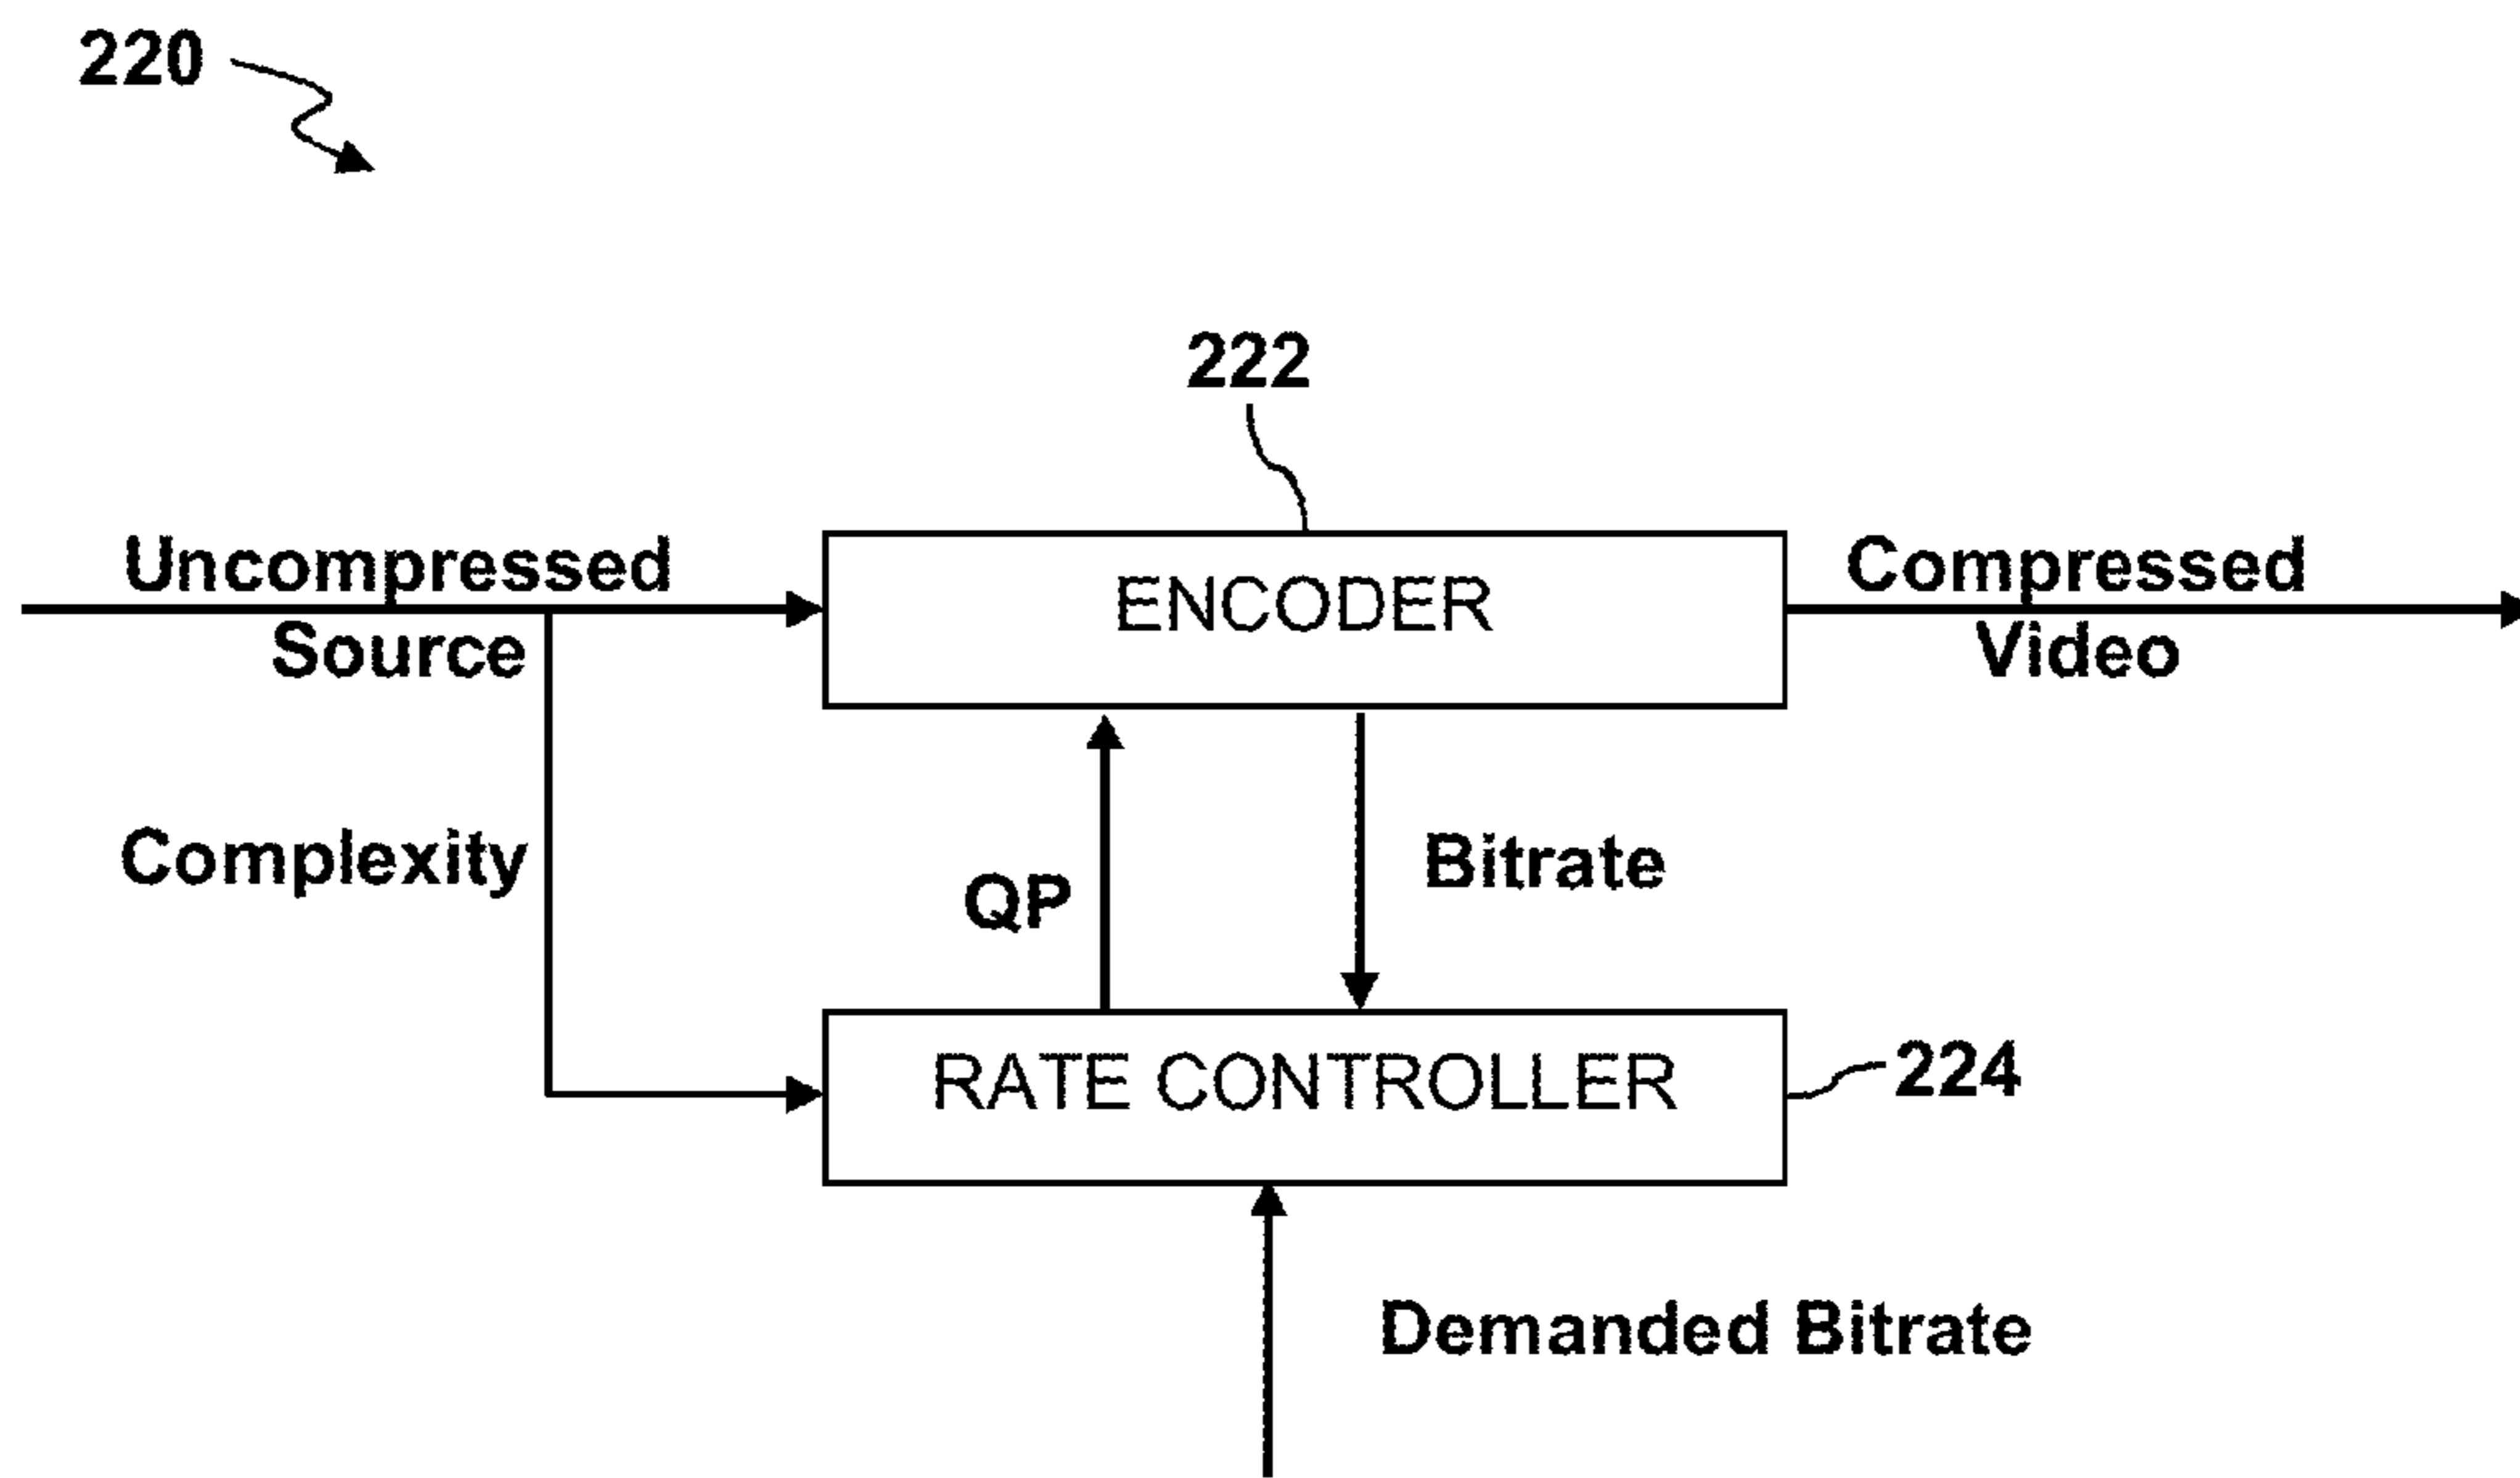 220
222
Uncompressed
Source
ENCODER
Compressed
Video
Complexity
QP
Bitrate
RATE CONTROLLER
224
Demanded Bitrate